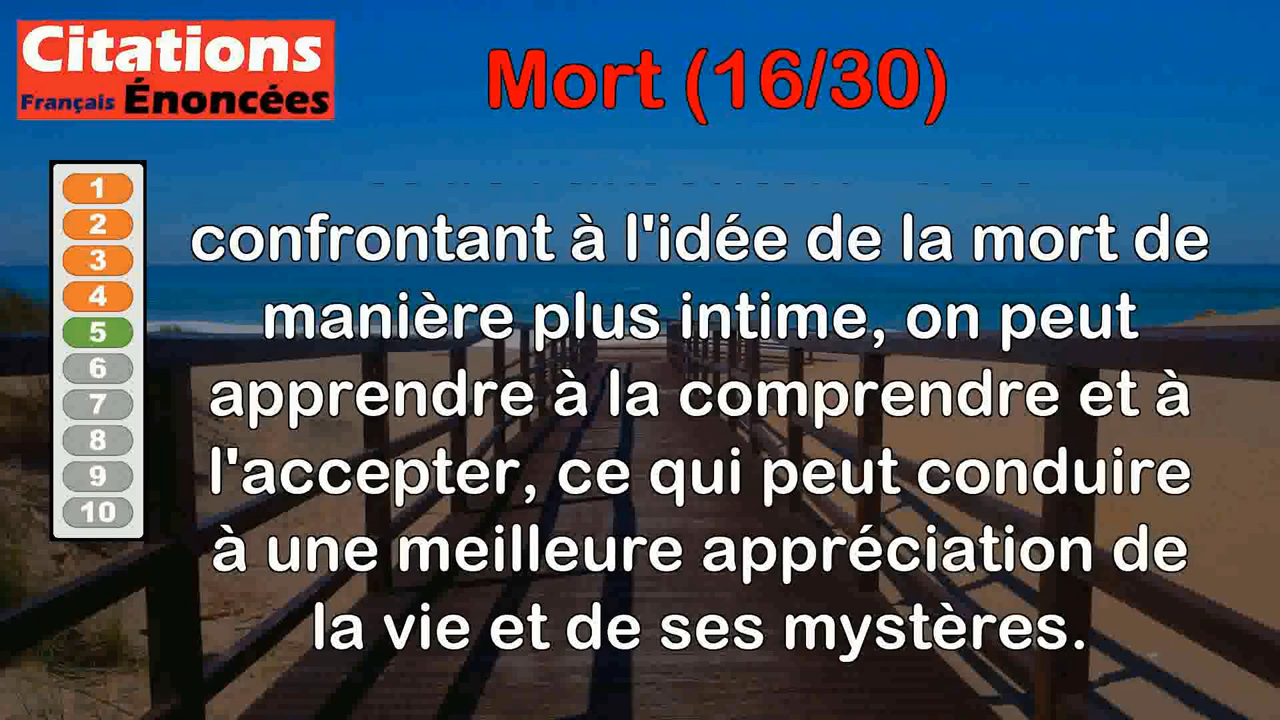 Citations
Français Énoncées
Mort (16/30)
1
2
3
4
5
6
7
8
9
10
confrontant à l'idée de la mort de
manière plus intime, on peut
apprendre à la comprendre et à
l'accepter, ce qui peut conduire
à une meilleure appréciation de
la vie et de ses mystères.